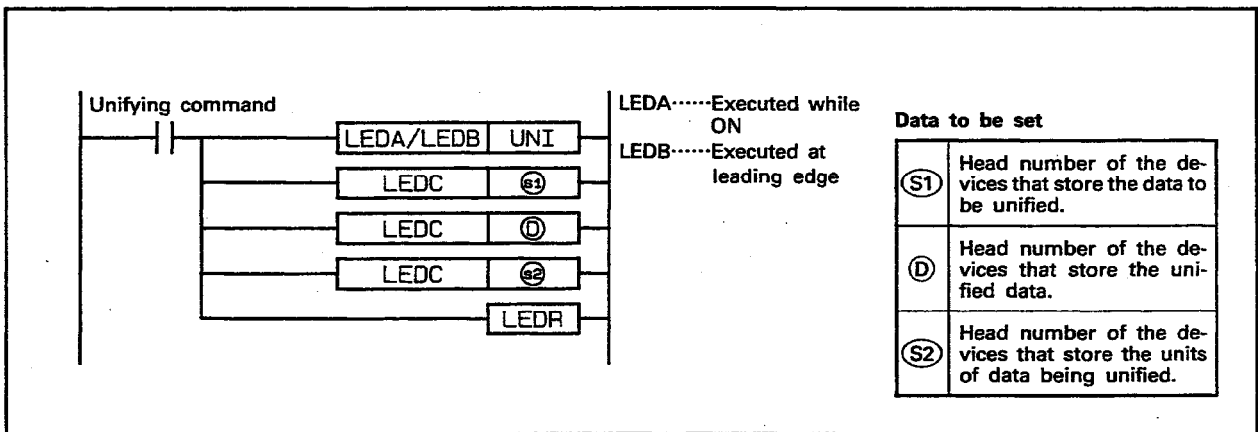 Unifying command
LEDA/LEDB UNI
LEDC S1
LEDC D
LEDC S2
LEDR
LEDA······Executed while
ON
LEDB······Executed at
leading edge
Data to be set
S1 Head number of the de-
vices that store the data to
be unified.
D Head number of the de-
vices that store the uni-
fied data.
S2 Head number of the de-
vices that store the units
of data being unified.